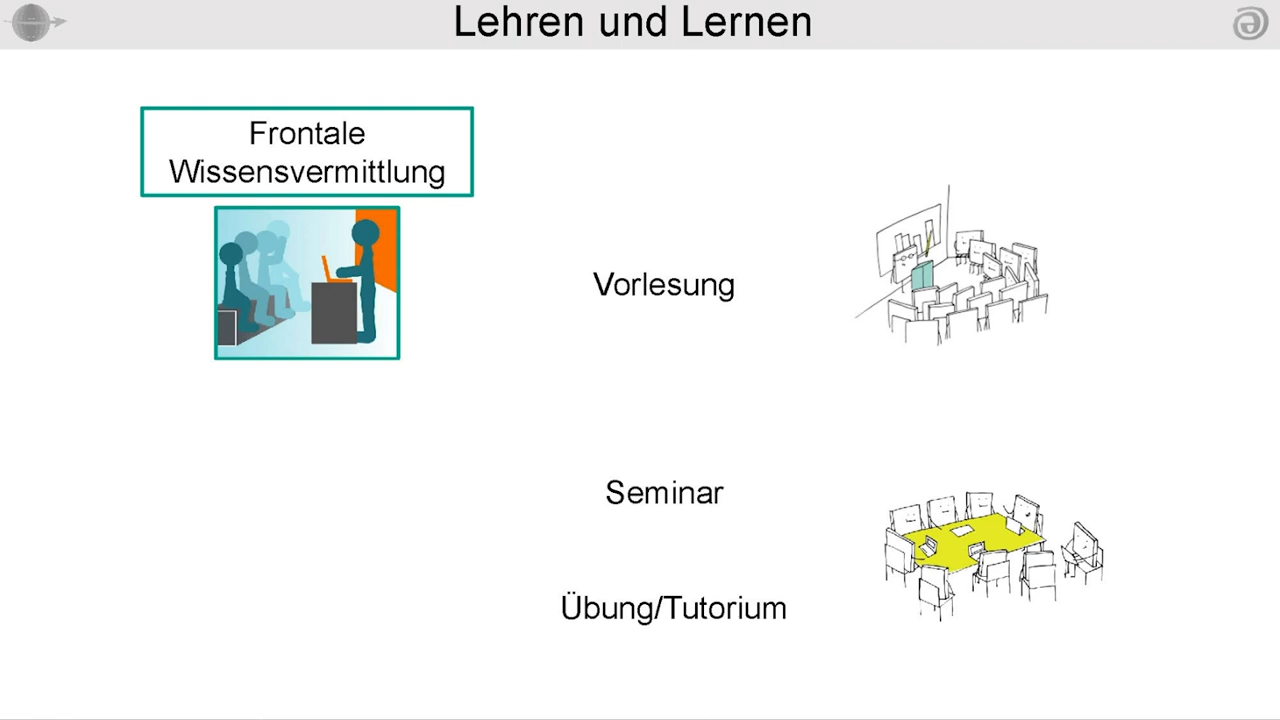 Lehren und Lernen
Frontale
Wissensvermittlung
Vorlesung
Seminar
Übung/Tutorium